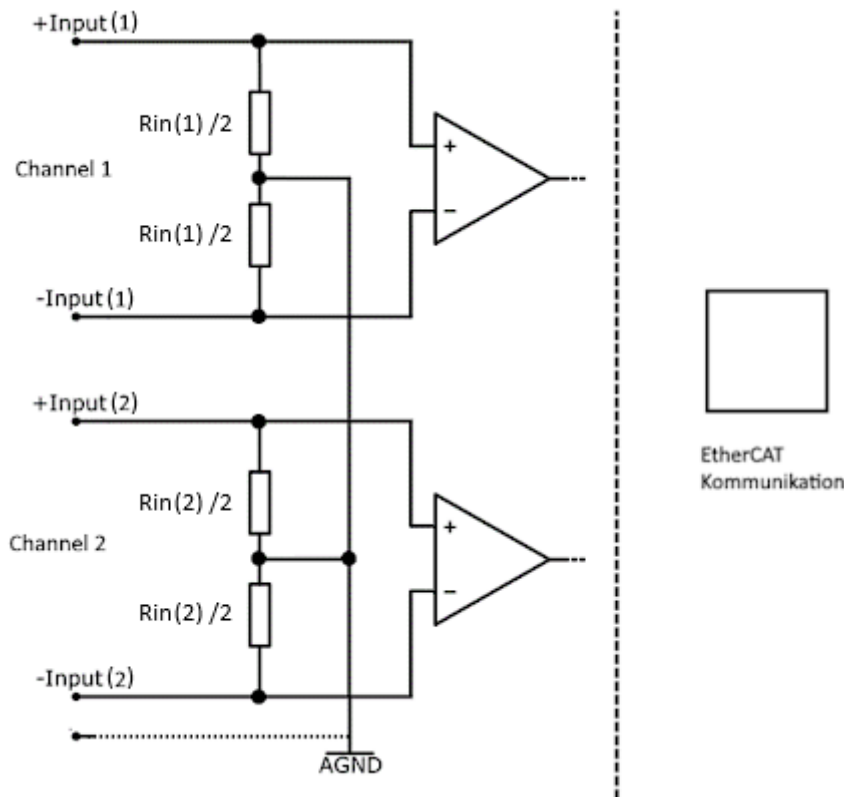 +Input(1)
Rin(1)/2
Channel 1
Rin(1)/2
-Input(1)
+
−
+Input(2)
Rin(2)/2
Channel 2
Rin(2)/2
-Input(2)
+
−
AGND
EtherCAT
Kommunikation